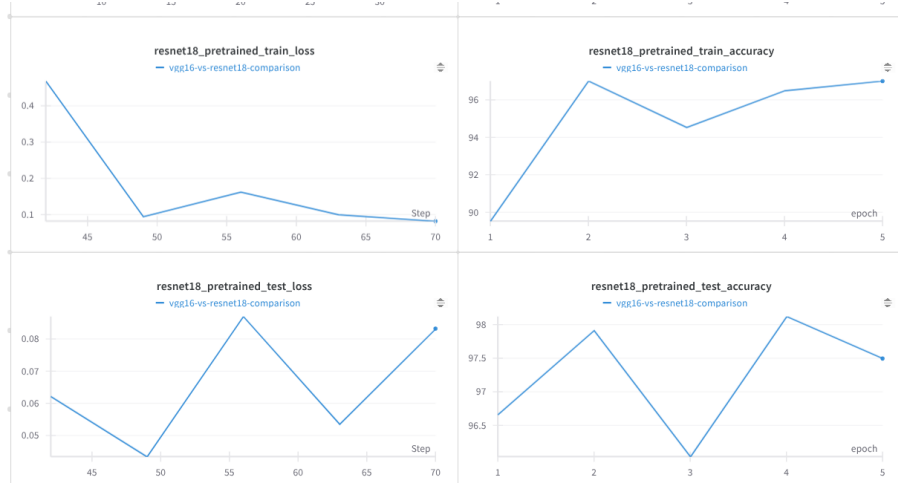 resnet18_pretrained_train_loss
vgg16-vs-resnet18-comparison
0.4
0.3
0.2
0.1
Step
45 50 55 60 65 70
resnet18_pretrained_train_accuracy
vgg16-vs-resnet18-comparison
96
94
92
90
epoch
1 2 3 4 5
resnet18_pretrained_test_loss
vgg16-vs-resnet18-comparison
0.08
0.07
0.06
0.05
Step
45 50 55 60 65 70
resnet18_pretrained_test_accuracy
vgg16-vs-resnet18-comparison
98
97.5
97
96.5
epoch
1 2 3 4 5